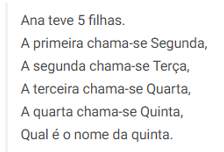 Ana teve 5 filhas.
A primeira chama-se Segunda,
A segunda chama-se Terça,
A terceira chama-se Quarta,
A quarta chama-se Quinta,
Qual é o nome da quinta.